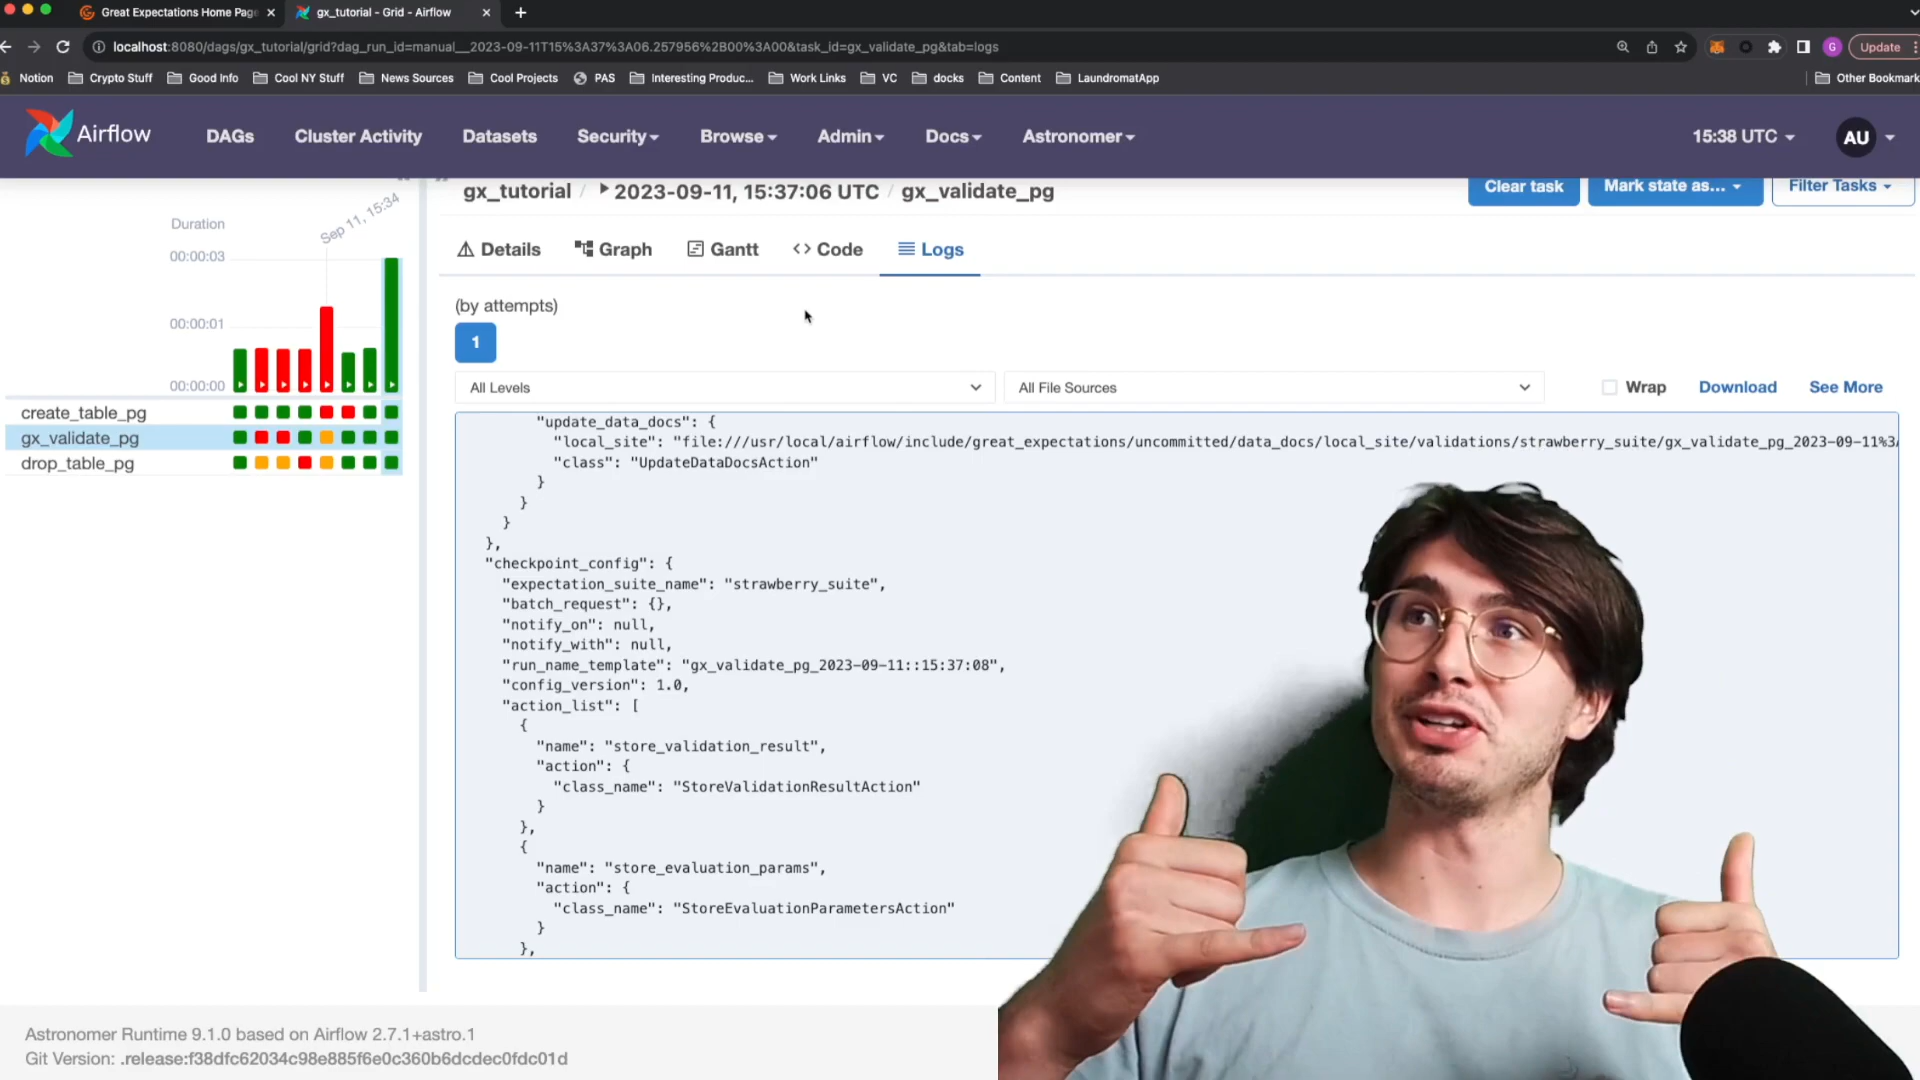 Great Expectations Home Page
gx_tutorial - Grid - Airflow
localhost:8080/dags/gx_tutorial/grid?dag_run_id=manual__2023-09-11T15%3A37%3A06.257956%2B00%3A00&task_id=gx_validate_pg&tab=logs
G
Update
Notion Crypto Stuff Good Info Cool NY Stuff News Sources Cool Projects PAS Interesting Produc... Work Links VC docks Content LaundromatApp Other Bookmark
Airflow DAGs Cluster Activity Datasets Security Browse Admin Docs Astronomer 15:38 UTC AU
gx_tutorial / 2023-09-11, 15:37:06 UTC / gx_validate_pg
Clear task Mark state as... Filter Tasks
Sep 11, 15:34
Duration
00:00:03
00:00:01
00:00:00
create_table_pg
gx_validate_pg
drop_table_pg
Details Graph Gantt <> Code Logs
(by attempts)
1
All Levels All File Sources Wrap Download See More
"update_data_docs": {
"local_site": "file:///usr/local/airflow/include/great_expectations/uncommitted/data_docs/local_site/validations/strawberry_suite/gx_validate_pg_2023-09-11%3
"class": "UpdateDataDocsAction"
}
}
}
},
"checkpoint_config": {
"expectation_suite_name": "strawberry_suite",
"batch_request": {},
"notify_on": null,
"notify_with": null,
"run_name_template": "gx_validate_pg_2023-09-11::15:37:08",
"config_version": 1.0,
"action_list": [
{
"name": "store_validation_result",
"action": {
"class_name": "StoreValidationResultAction"
}
},
{
"name": "store_evaluation_params",
"action": {
"class_name": "StoreEvaluationParametersAction"
}
},
Astronomer Runtime 9.1.0 based on Airflow 2.7.1+astro.1
Git Version: .release:f38dfc62034c98e885f6e0c360b6dcdec0fdc01d